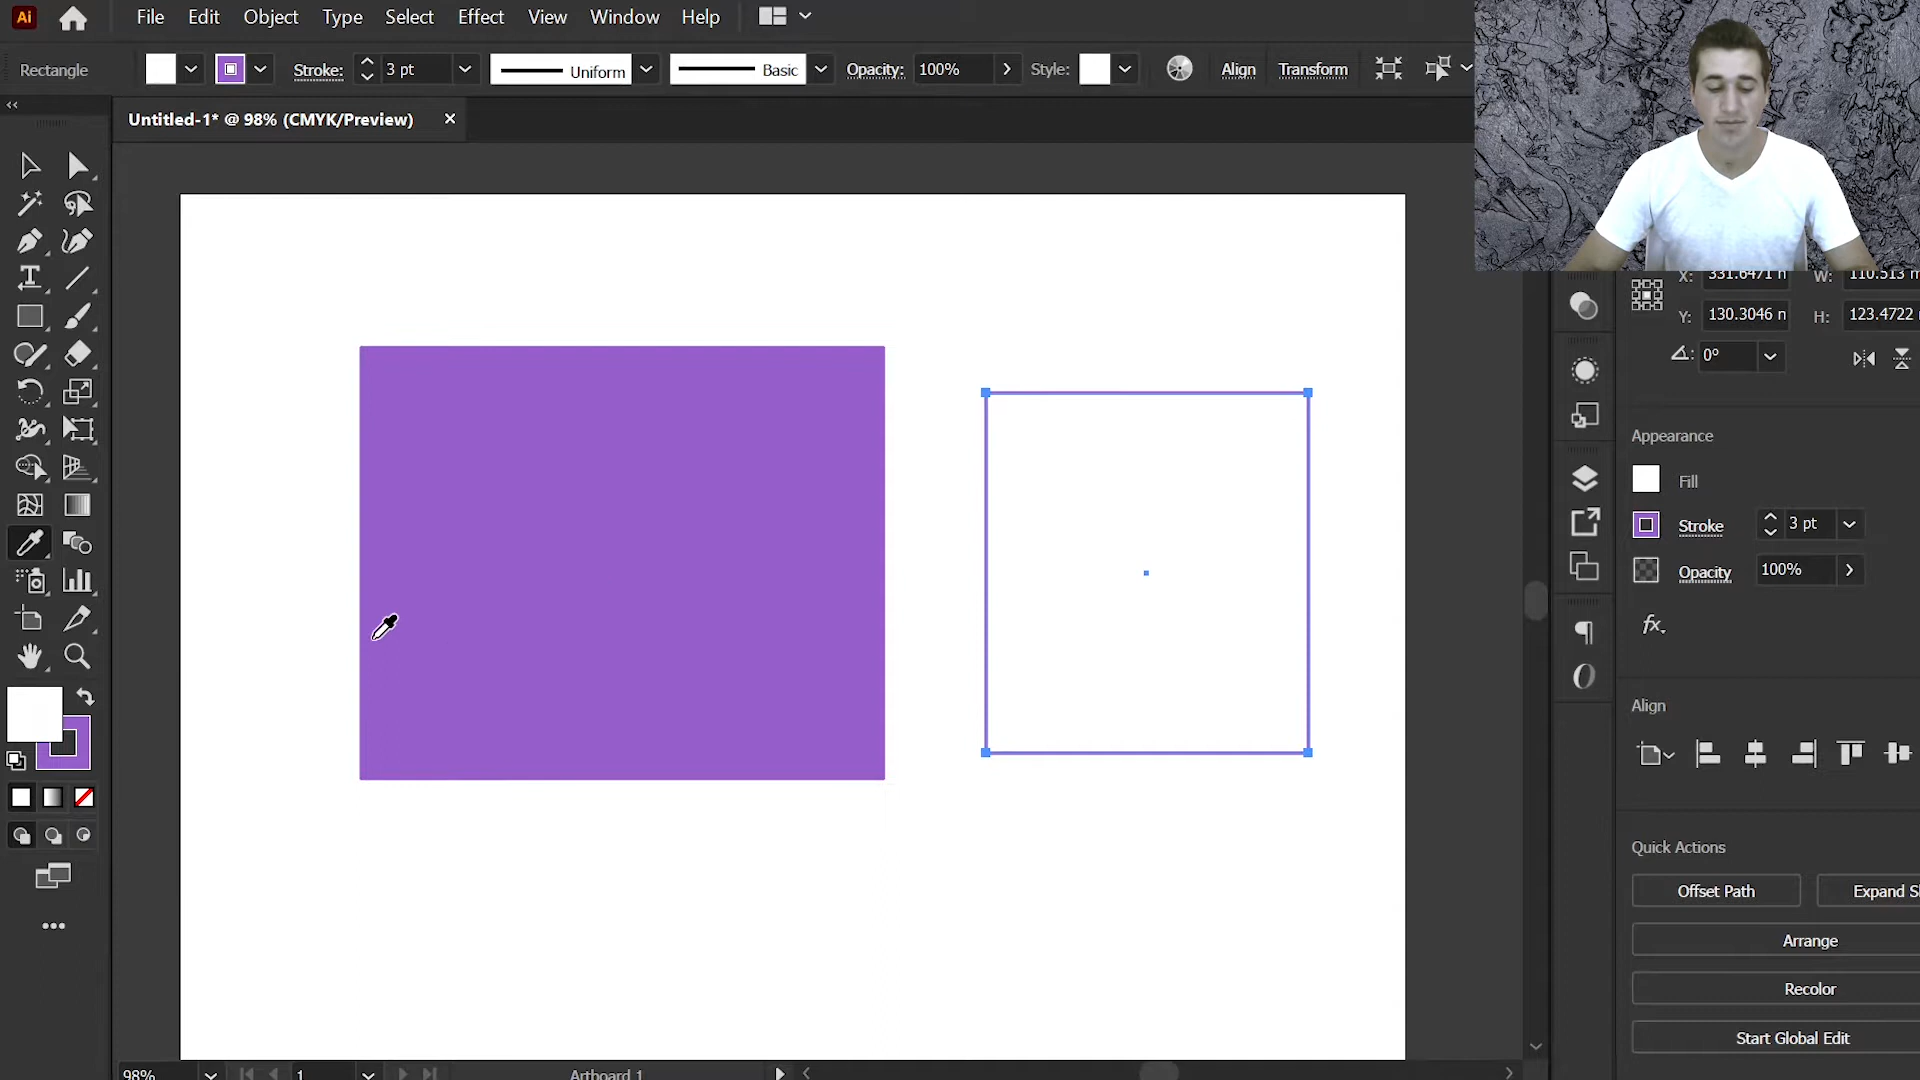 Ai File Edit Object Type Select Effect View Window Help
Rectangle Stroke: 3 pt Uniform Basic Opacity: 100% Style: Align Transform
Untitled-1* @ 98% (CMYK/Preview) ×
X: 331.6471 W: 110.513
Y: 130.3046 H: 123.4722
0°
Appearance
Fill
Stroke 3 pt
Opacity 100%
fx
Align
Quick Actions
Offset Path Expand
Arrange
Recolor
Start Global Edit
98% 1 Artboard 1